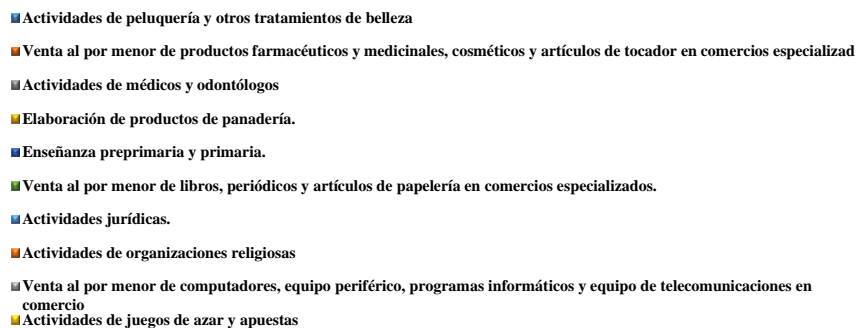 Actividades de peluquería y otros tratamientos de belleza
Venta al por menor de productos farmacéuticos y medicinales, cosméticos y artículos de tocador en comercios especializad
Actividades de médicos y odontólogos
Elaboración de productos de panadería.
Enseñanza preprimaria y primaria.
Venta al por menor de libros, periódicos y artículos de papelería en comercios especializados.
Actividades jurídicas.
Actividades de organizaciones religiosas
Venta al por menor de computadores, equipo periférico, programas informáticos y equipo de telecomunicaciones en
comercio
Actividades de juegos de azar y apuestas